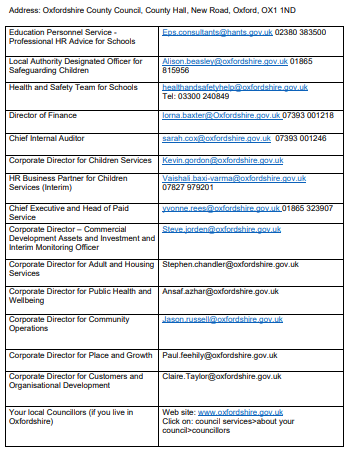 Address: Oxfordshire County Council, County Hall, New Road, Oxford, OX1 1ND
Education Personnel Service -
Professional HR Advice for Schools
Eps.consultants@hants.gov.uk 02380 383500
Local Authority Designated Officer for
Safeguarding Children
Alison.beasley@oxfordshire.gov.uk 01865
815956
Health and Safety Team for Schools
healthandsafetyhelp@oxfordshire.gov.uk
Tel: 03300 240849
Director of Finance
lorna.baxter@Oxfordshire.gov.uk 07393 001218
Chief Internal Auditor
sarah.cox@oxfordshire.gov.uk 07393 001246
Corporate Director for Children Services
Kevin.gordon@oxfordshire.gov.uk
HR Business Partner for Children
Services (Interim)
Vaishali.baxi-varma@oxfordshire.gov.uk
07827 979201
Chief Executive and Head of Paid
Service
yvonne.rees@oxfordshire.gov.uk 01865 323907
Corporate Director – Commercial
Development Assets and Investment and
Interim Monitoring Officer
Steve.jorden@oxfordshire.gov.uk
Corporate Director for Adult and Housing
Services
Stephen.chandler@oxfordshire.gov.uk
Corporate Director for Public Health and
Wellbeing
Ansaf.azhar@oxfordshire.gov.uk
Corporate Director for Community
Operations
Jason.russell@oxfordshire.gov.uk
Corporate Director for Place and Growth
Paul.feehily@oxfordshire.gov.uk
Corporate Director for Customers and
Organisational Development
Claire.Taylor@oxfordshire.gov.uk
Your local Councillors (if you live in
Oxfordshire)
Web site: www.oxfordshire.gov.uk
Click on: council services>about your
council>councillors